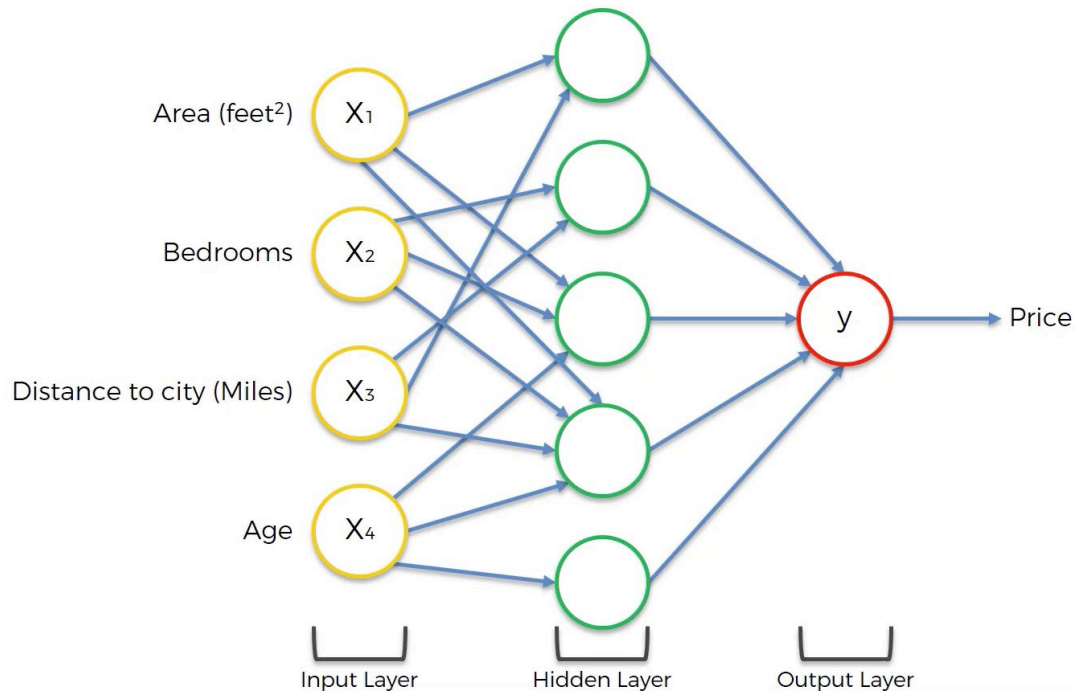 Area (feet²)
X₁
Bedrooms
X₂
Distance to city (Miles)
X₃
Age
X₄
y
Price
Input Layer
Hidden Layer
Output Layer